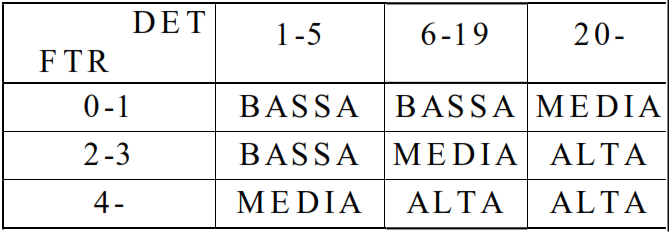 DET 1-5 6-19 20-
FTR
0-1 BASSA BASSA MEDIA
2-3 BASSA MEDIA ALTA
4- MEDIA ALTA ALTA